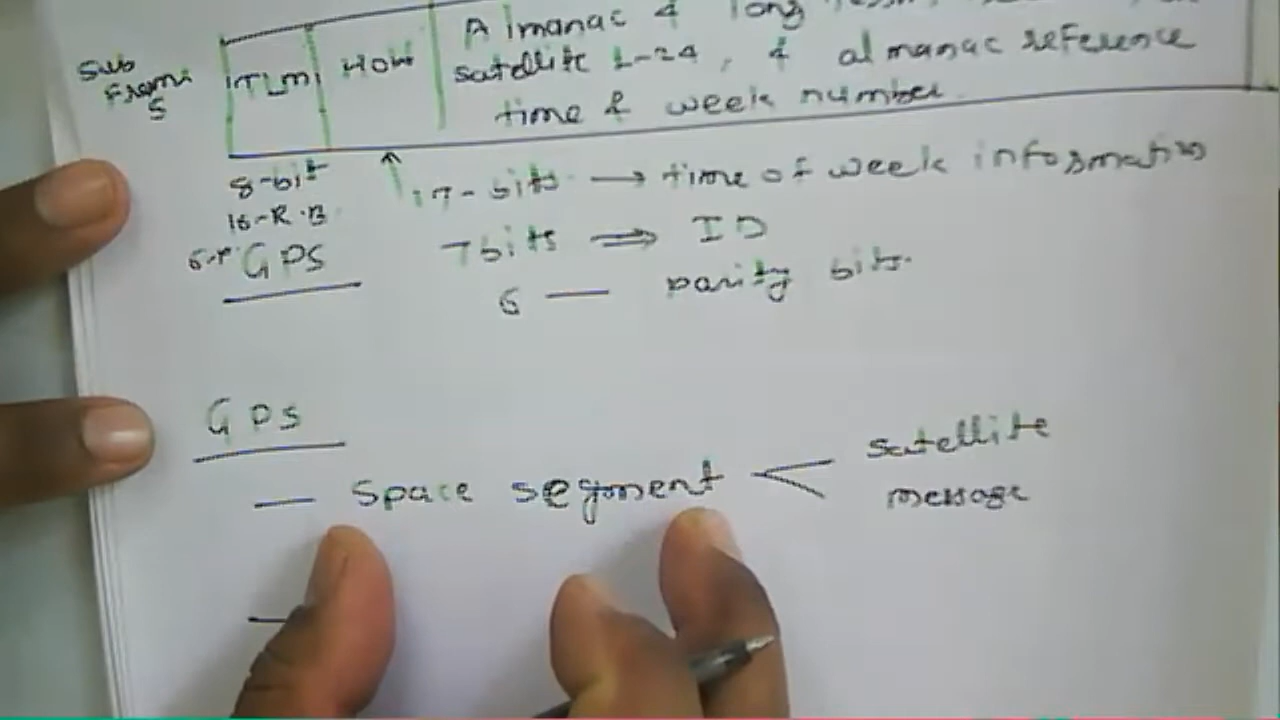 Almanac & long
satellite 1-24, & almanac reference
time & week number.
Sub
5
TLM HOW
8-bit
16-R.B
6-P.
17-bits → time of week information
GPS
7bits ⇒ ID
6 — parity bits.
GPS
— Space segment < satellite
message